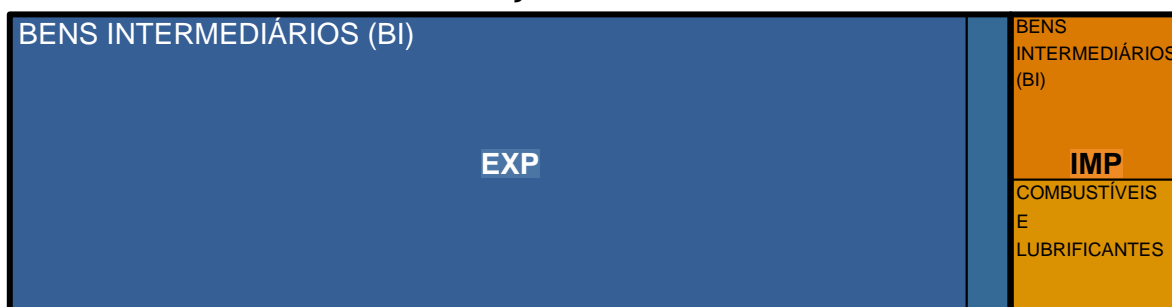 BENS INTERMEDIÁRIOS (BI)
EXP
BENS
INTERMEDIÁRIOS
(BI)
IMP
COMBUSTÍVEIS
E
LUBRIFICANTES